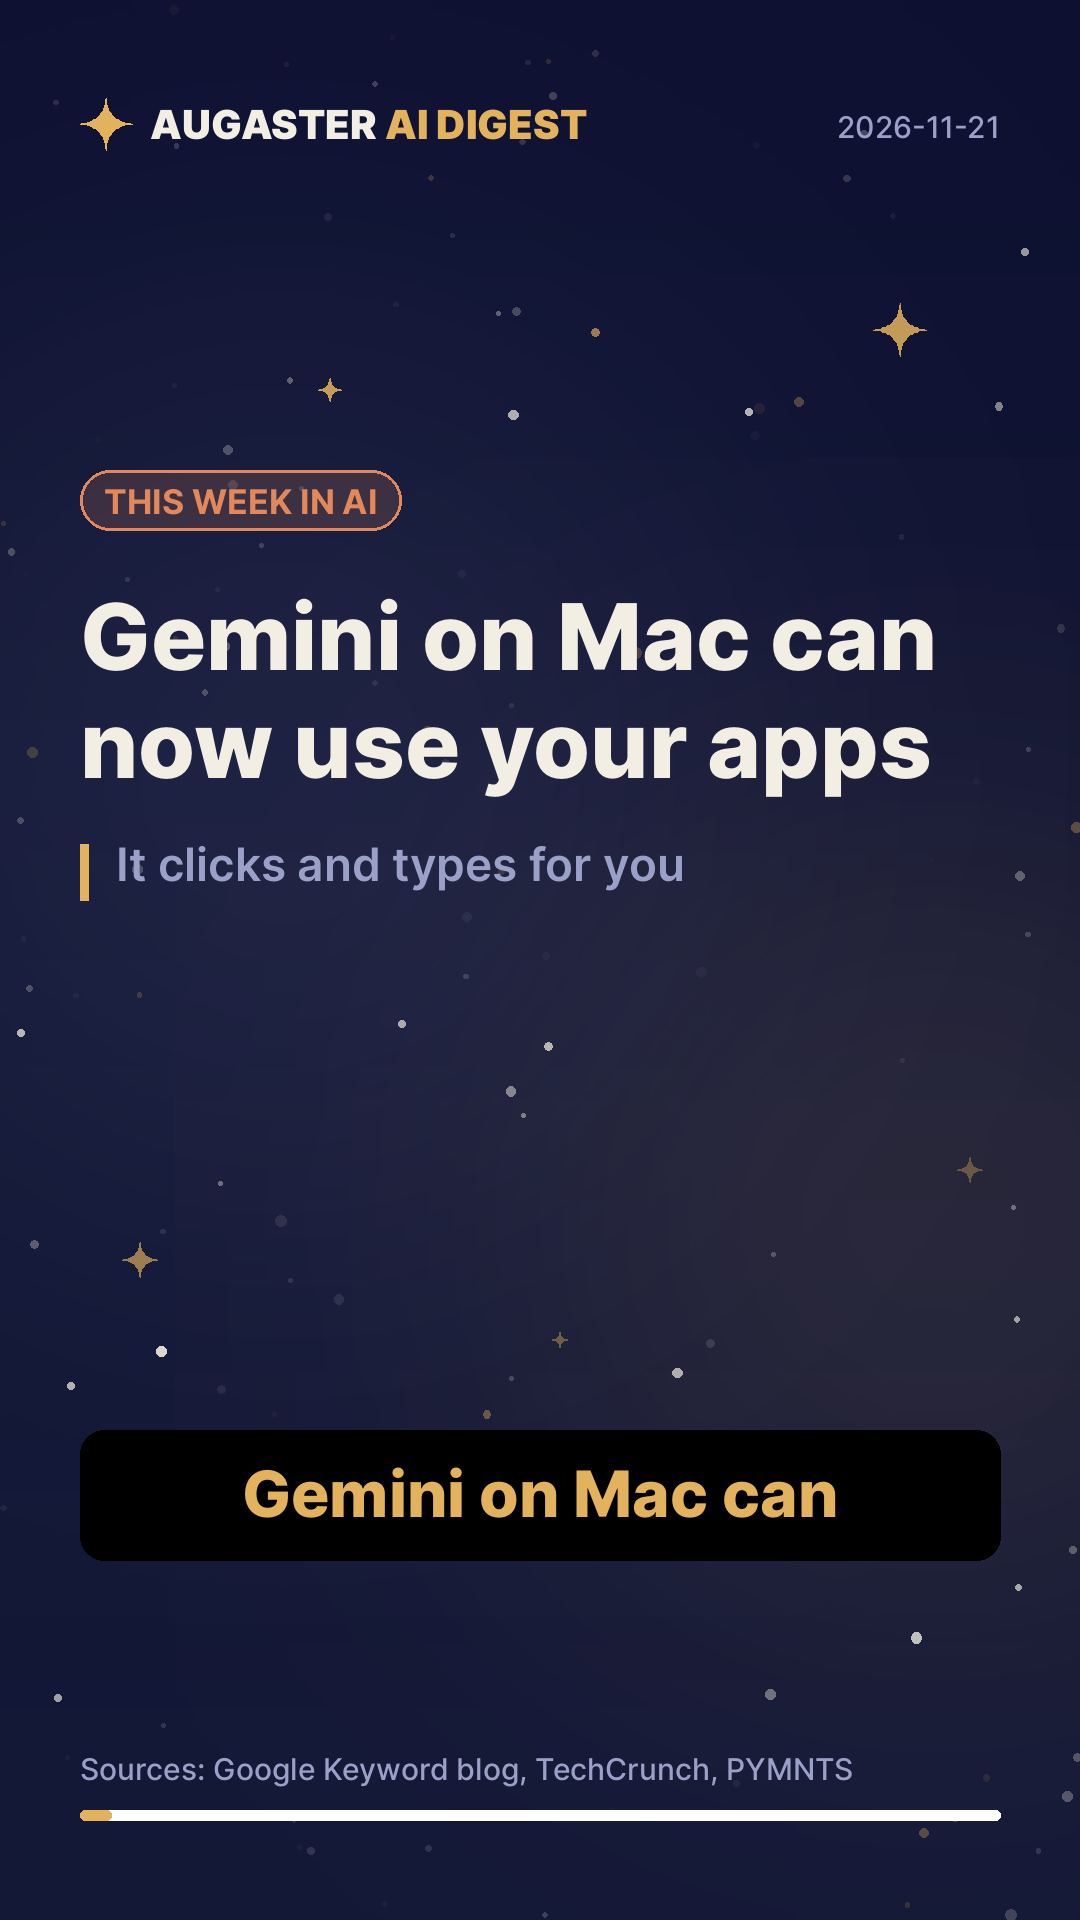 AUGASTER AI DIGEST
2026-11-21
THIS WEEK IN AI
Gemini on Mac can
now use your apps
It clicks and types for you
Gemini on Mac can
Sources: Google Keyword blog, TechCrunch, PYMNTS